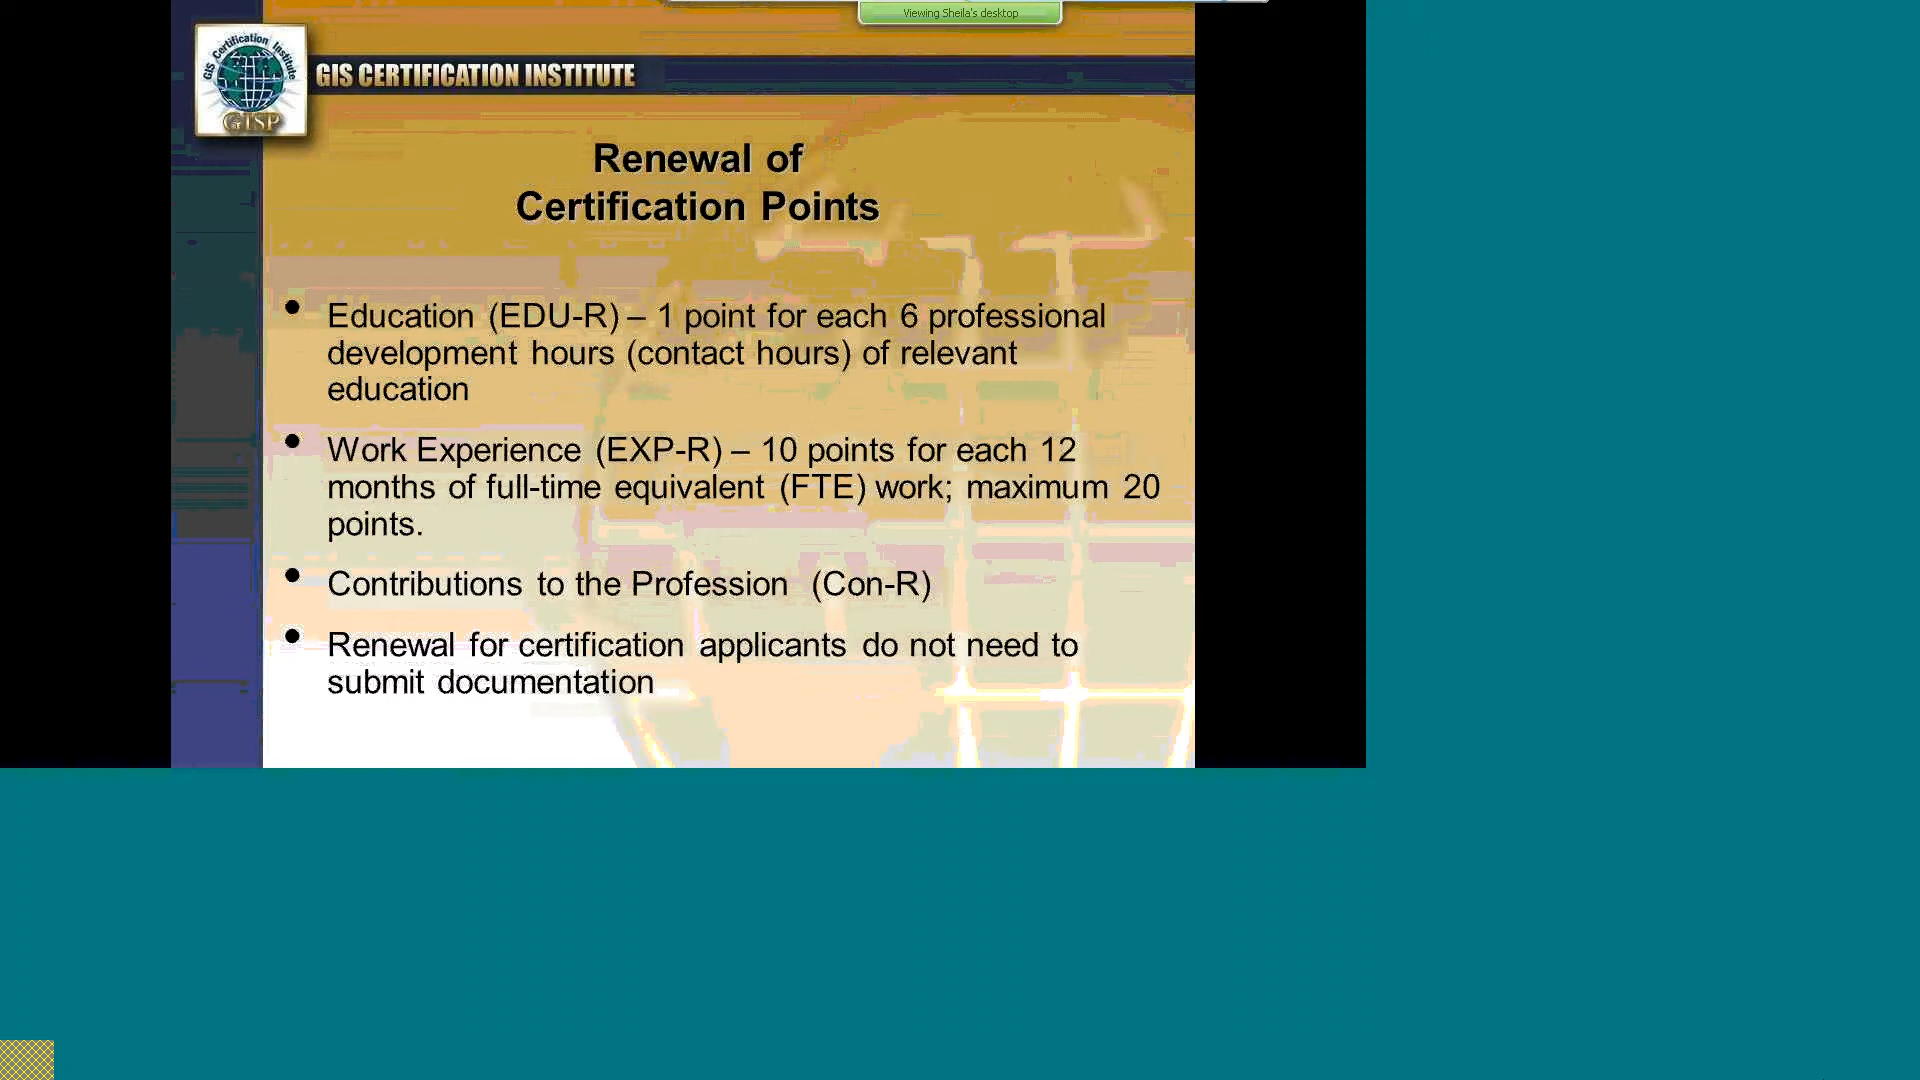 Viewing Sheila's desktop
GIS Certification Institute
GISP
GIS CERTIFICATION INSTITUTE
Renewal of
Certification Points
• Education (EDU-R) – 1 point for each 6 professional
development hours (contact hours) of relevant
education
• Work Experience (EXP-R) – 10 points for each 12
months of full-time equivalent (FTE) work; maximum 20
points.
• Contributions to the Profession (Con-R)
• Renewal for certification applicants do not need to
submit documentation